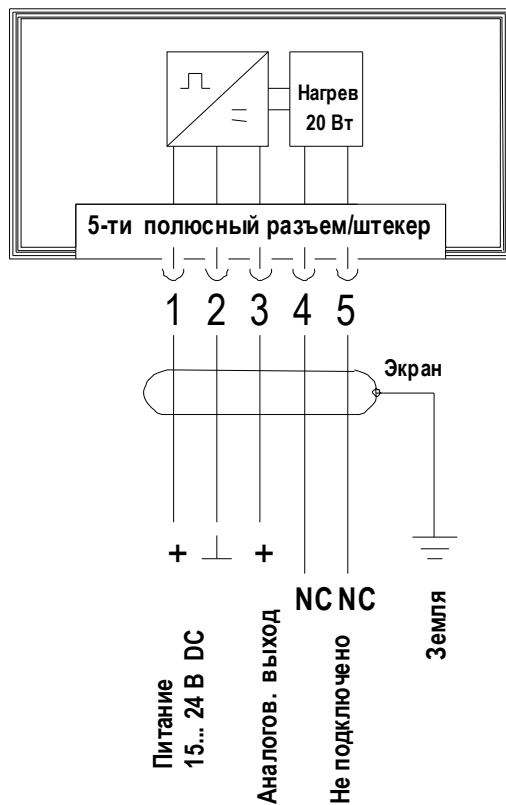 Нагрев
20 Вт
5-ти полюсный разъем/штекер
1 2 3 4 5
Экран
+ +
NC NC
Питание
15... 24 В DC
Аналогов. выход
Не подключено
Земля